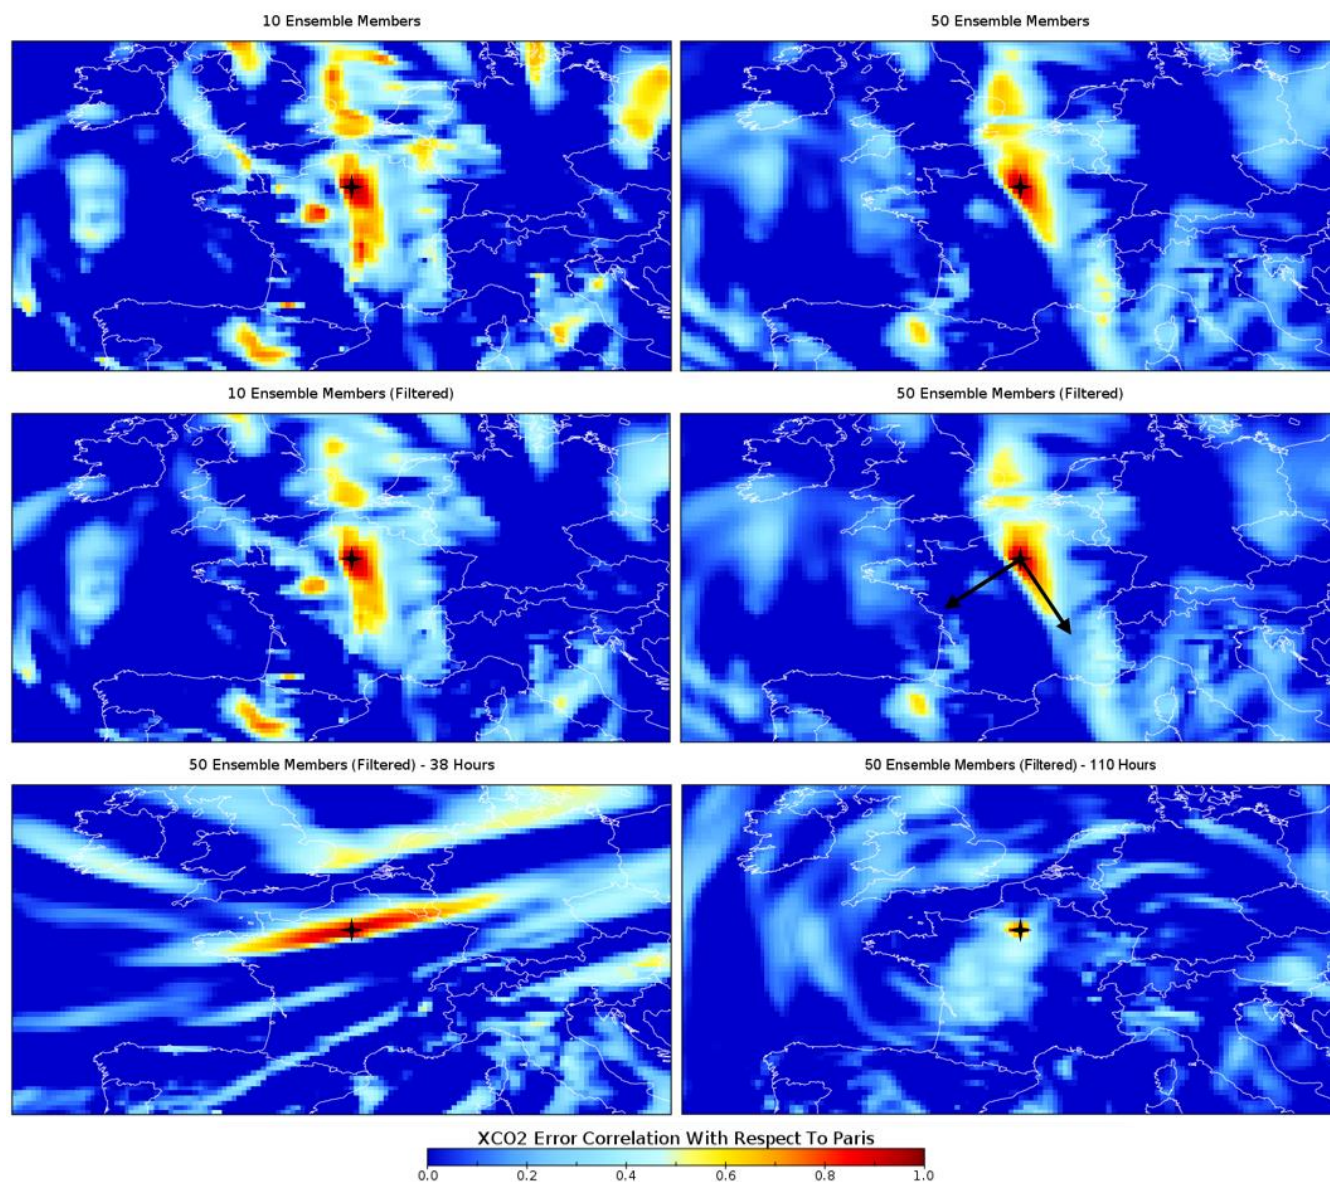 10 Ensemble Members
50 Ensemble Members
10 Ensemble Members (Filtered)
50 Ensemble Members (Filtered)
50 Ensemble Members (Filtered) - 38 Hours
50 Ensemble Members (Filtered) - 110 Hours
XCO2 Error Correlation With Respect To Paris
0.0 0.2 0.4 0.6 0.8 1.0